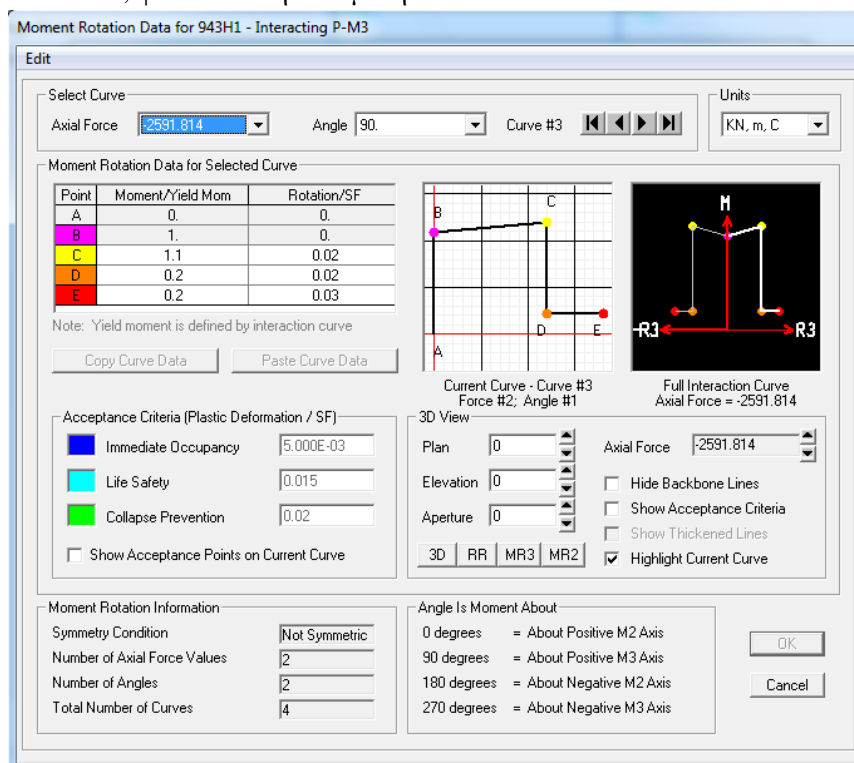 Moment Rotation Data for 943H1 - Interacting P-M3
Edit
Select Curve
Axial Force -2591.814 Angle 90. Curve #3
Units
KN, m, C
Moment Rotation Data for Selected Curve
Point Moment/Yield Mom Rotation/SF
A 0. 0.
B 1. 0.
C 1.1 0.02
D 0.2 0.02
E 0.2 0.03
Note: Yield moment is defined by interaction curve
Copy Curve Data Paste Curve Data
B
C
D
E
A
Current Curve - Curve #3
Force #2; Angle #1
M
-R3
R3
Full Interaction Curve
Axial Force = -2591.814
Acceptance Criteria (Plastic Deformation / SF)
Immediate Occupancy 5.000E-03
Life Safety 0.015
Collapse Prevention 0.02
Show Acceptance Points on Current Curve
3D View
Plan 0
Elevation 0
Aperture 0
3D RR MR3 MR2
Axial Force -2591.814
Hide Backbone Lines
Show Acceptance Criteria
Show Thickened Lines
Highlight Current Curve
Moment Rotation Information
Symmetry Condition Not Symmetric
Number of Axial Force Values 2
Number of Angles 2
Total Number of Curves 4
Angle Is Moment About
0 degrees = About Positive M2 Axis
90 degrees = About Positive M3 Axis
180 degrees = About Negative M2 Axis
270 degrees = About Negative M3 Axis
OK
Cancel